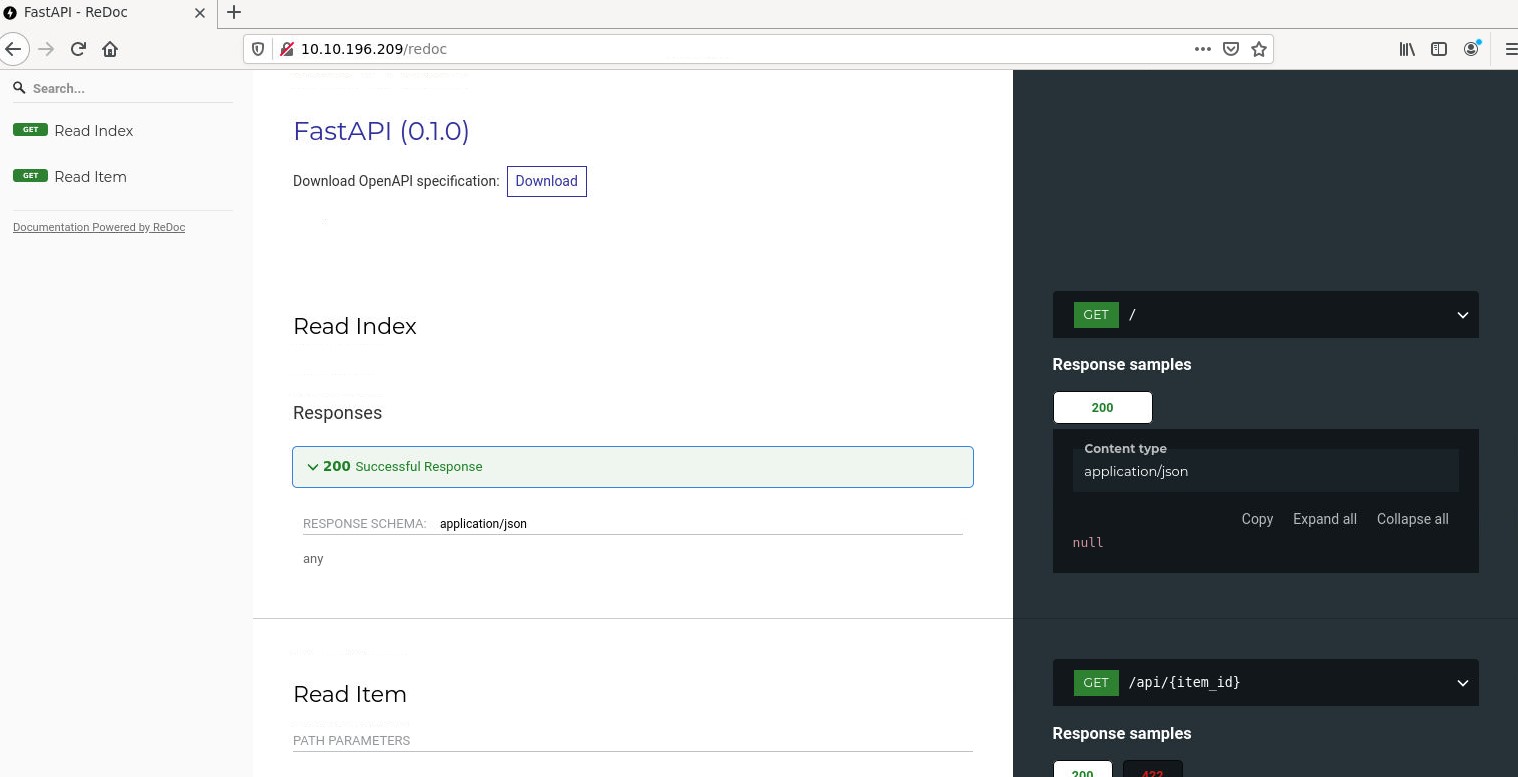 FastAPI - ReDoc
10.10.196.209/redoc
Search...
GET Read Index
GET Read Item
Documentation Powered by ReDoc
FastAPI (0.1.0)
Download OpenAPI specification: Download
Read Index
Responses
200 Successful Response
RESPONSE SCHEMA: application/json
any
Read Item
PATH PARAMETERS
GET /
Response samples
200
Content type
application/json
Copy Expand all Collapse all
null
GET /api/{item_id}
Response samples
200 422